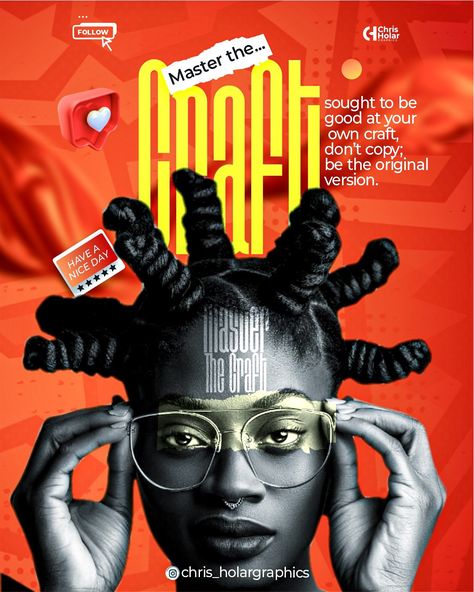 FOLLOW
Chris
Holar
GRAPHICS
Master the...
Craft
sought to be
good at your
own craft,
don't copy;
be the original
version.
HAVE A
NICE DAY
Master
The Craft
chris_holargraphics